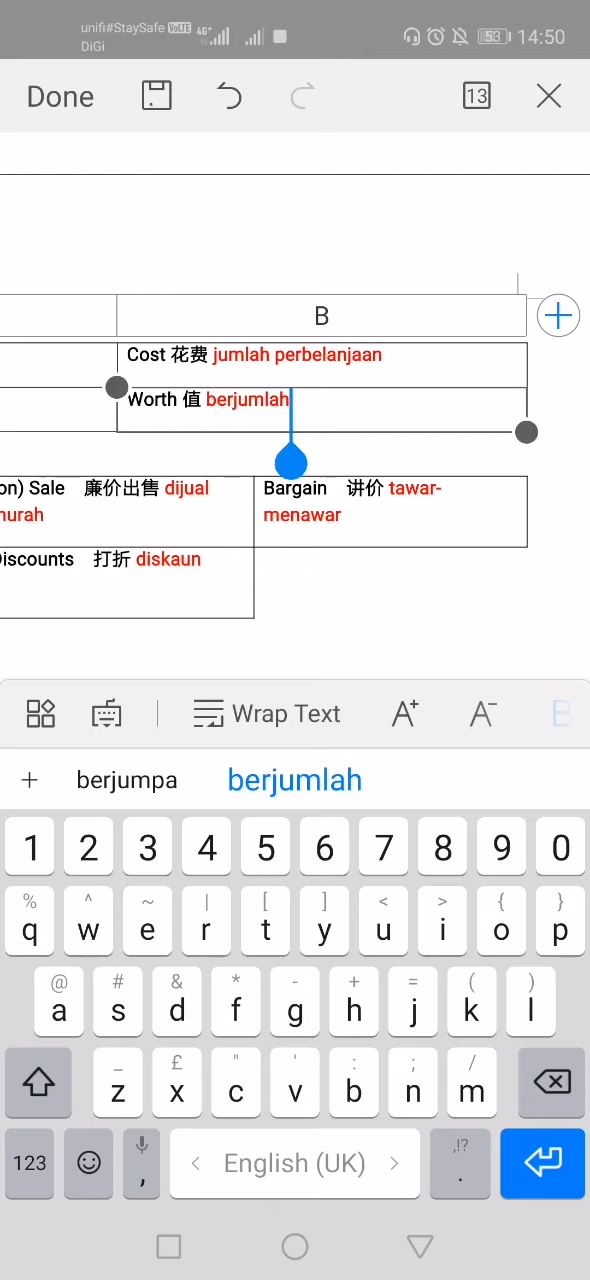 unifi#StaySafe VoLTE 4G+ 53 14:50
DiGi
Done 13
B
Cost 花费 jumlah perbelanjaan
Worth 值 berjumlah
on) Sale 廉价出售 dijual Bargain 讲价 tawar-
murah menawar
Discounts 打折 diskaun
Wrap Text A+ A- B
+ berjumpa berjumlah
1 2 3 4 5 6 7 8 9 0
% ^ ~ | [ ] < > { }
q w e r t y u i o p
@ # & * - + = ( )
a s d f g h j k l
_ £ " ' : ; /
z x c v b n m
123 , < English (UK) > ,!? .